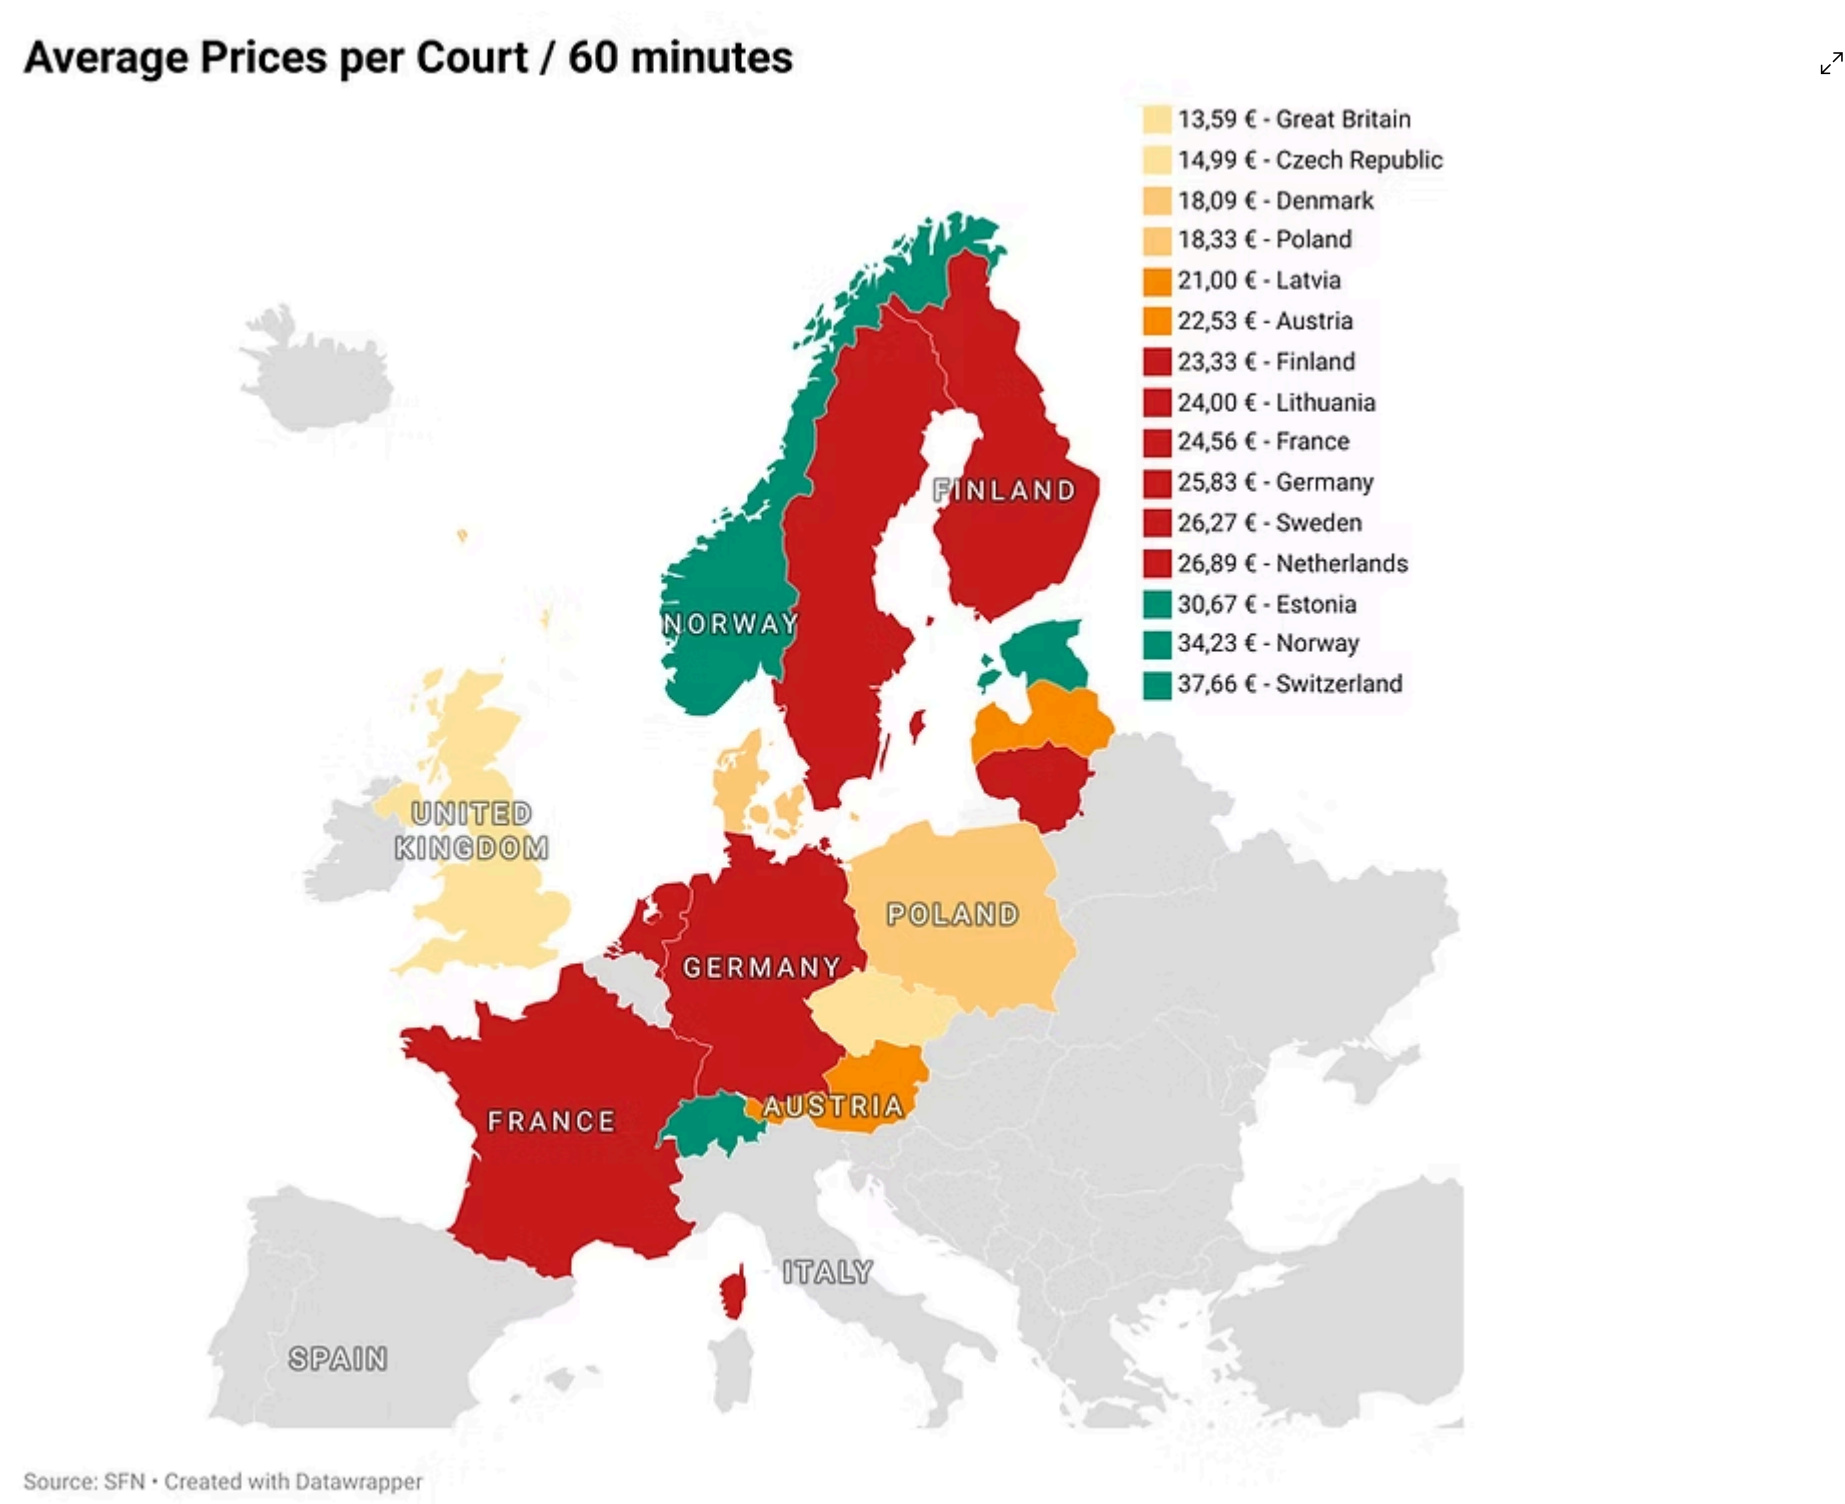 Average Prices per Court / 60 minutes
13,59 € - Great Britain
14,99 € - Czech Republic
18,09 € - Denmark
18,33 € - Poland
21,00 € - Latvia
22,53 € - Austria
23,33 € - Finland
24,00 € - Lithuania
24,56 € - France
25,83 € - Germany
26,27 € - Sweden
26,89 € - Netherlands
30,67 € - Estonia
34,23 € - Norway
37,66 € - Switzerland
FINLAND
NORWAY
UNITED
KINGDOM
POLAND
GERMANY
AUSTRIA
FRANCE
ITALY
SPAIN
Source: SFN • Created with Datawrapper